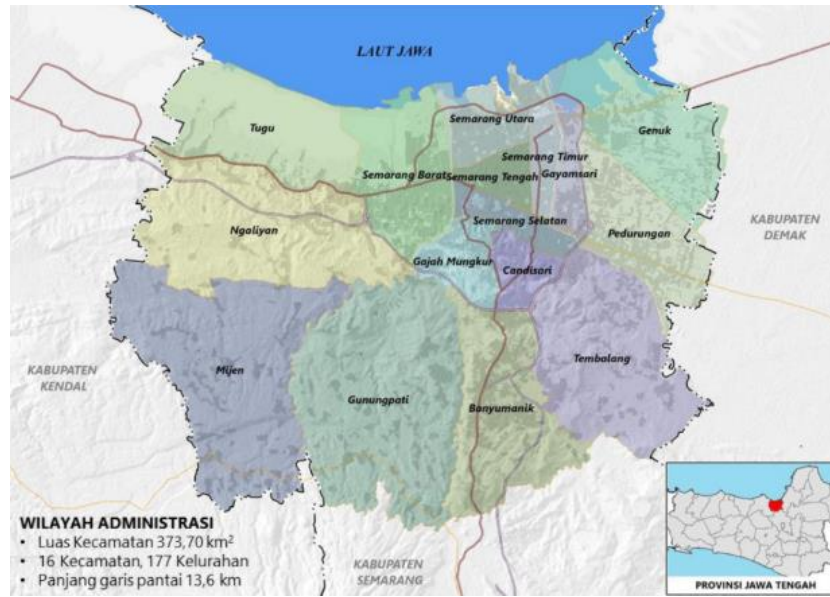 LAUT JAWA
Tugu
Semarang Utara
Genuk
Semarang Timur
Semarang Barat
Semarang Tengah
Gayamsari
Ngaliyan
Semarang Selatan
Pedurungan
KABUPATEN
DEMAK
Gajah Mungkur
Candisari
Mijen
Tembalang
KABUPATEN
KENDAL
Gunungpati
Banyumanik
WILAYAH ADMINISTRASI
• Luas Kecamatan 373,70 km²
• 16 Kecamatan, 177 Kelurahan
• Panjang garis pantai 13,6 km
KABUPATEN
SEMARANG
PROVINSI JAWA TENGAH